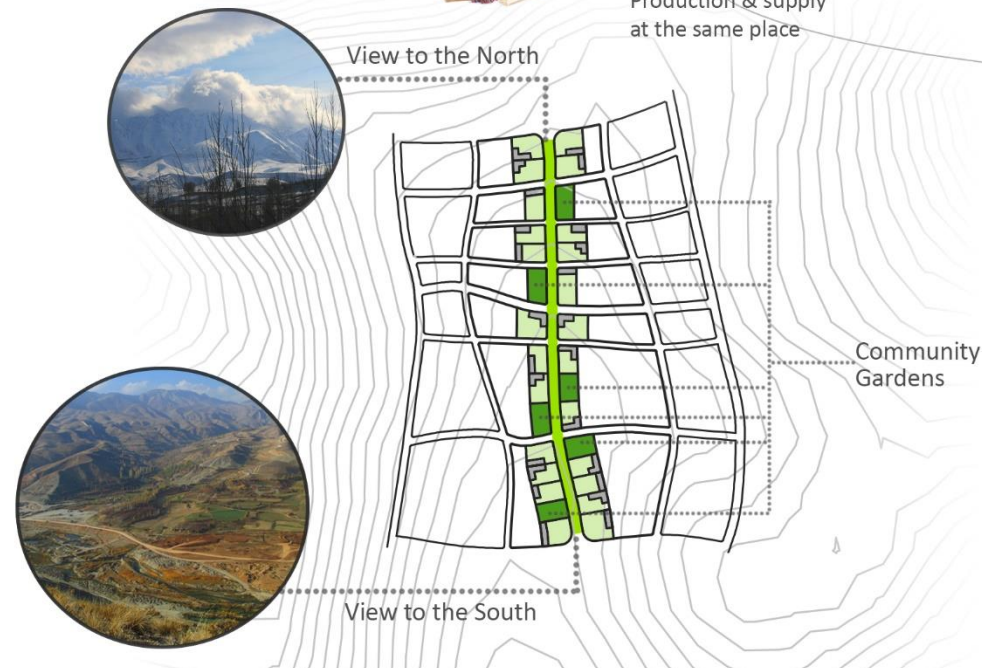 Production & supply
at the same place
View to the North
Community
Gardens
View to the South